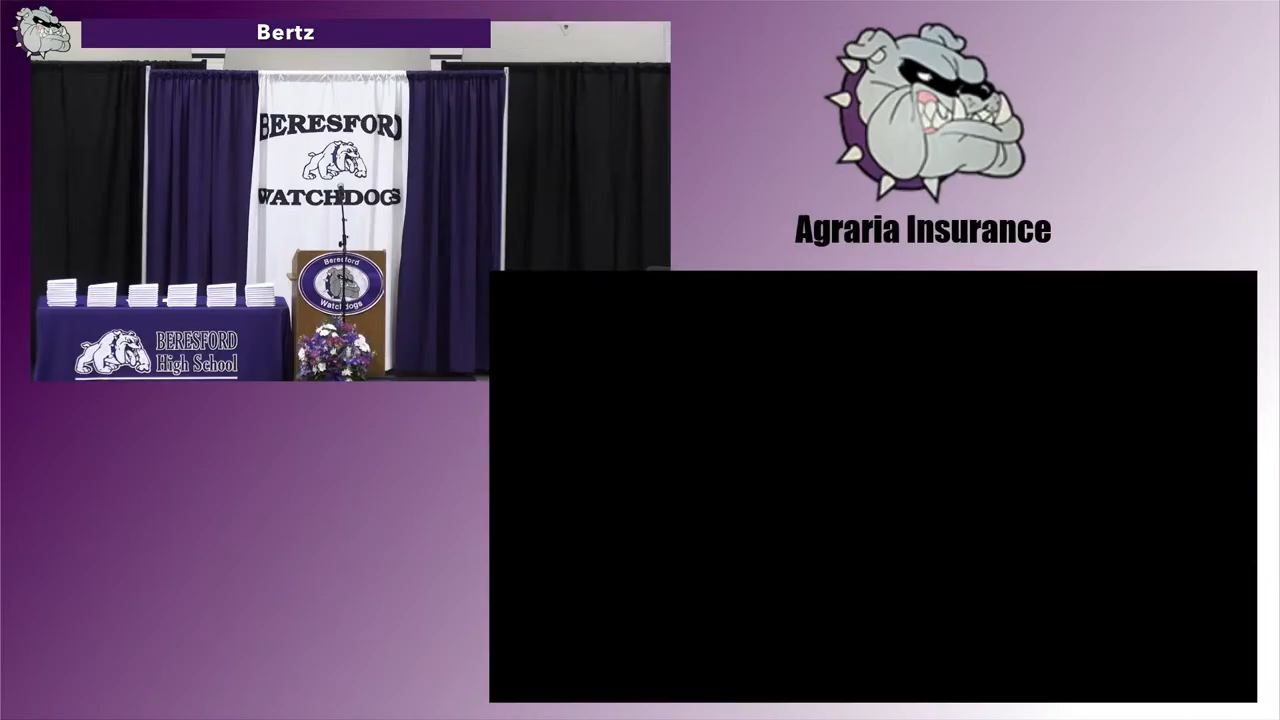 Bertz
BERESFORD
WATCHDOGS
Beresford
Watchdogs
BERESFORD
High School
Agraria Insurance